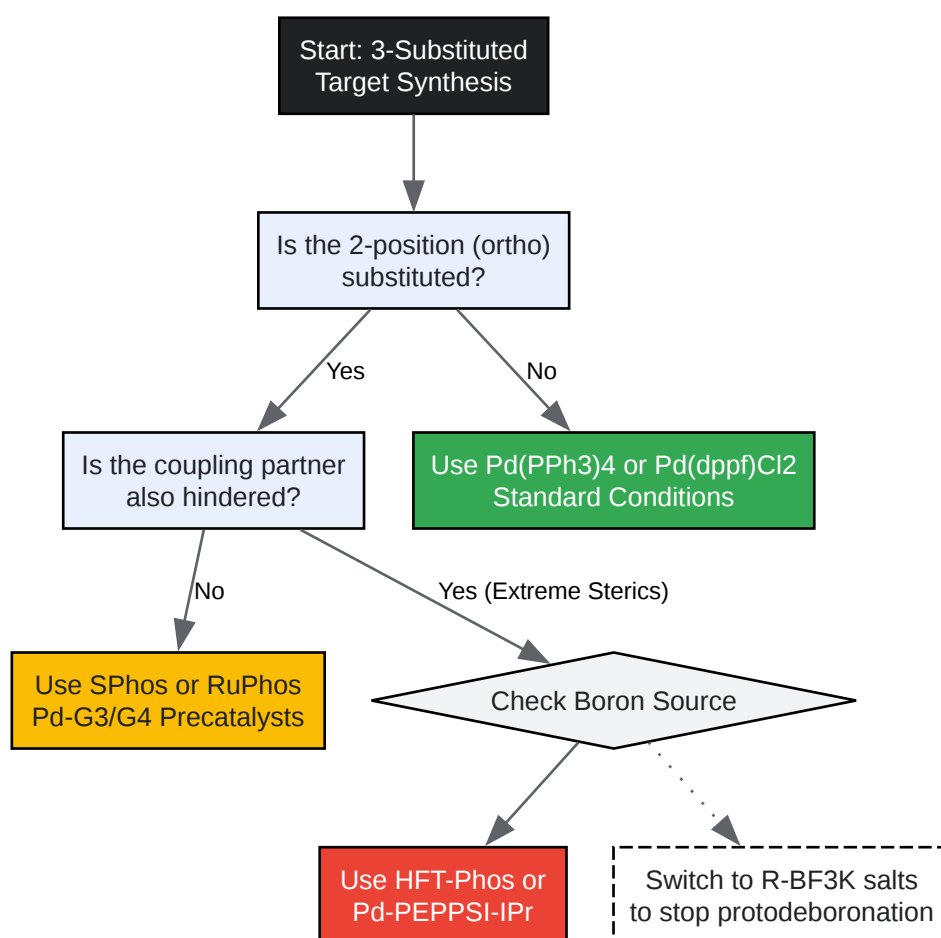 Start: 3-Substituted
Target Synthesis
Is the 2-position (ortho)
substituted?
Yes
No
Is the coupling partner
also hindered?
Use Pd(PPh3)4 or Pd(dppf)Cl2
Standard Conditions
No
Yes (Extreme Sterics)
Use SPhos or RuPhos
Pd-G3/G4 Precatalysts
Check Boron Source
Use HFT-Phos or
Pd-PEPPSI-IPr
Switch to R-BF3K salts
to stop protodeboronation